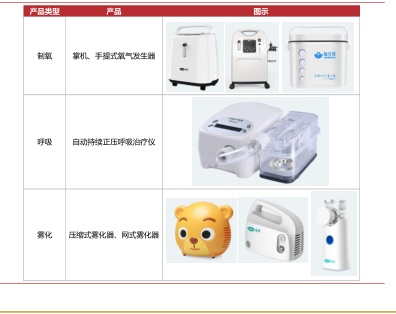 产品类型 产品 图示
制氧 掌机、手提式氧气发生器
呼吸 自动持续正压呼吸治疗仪
雾化 压缩式雾化器、网式雾化器